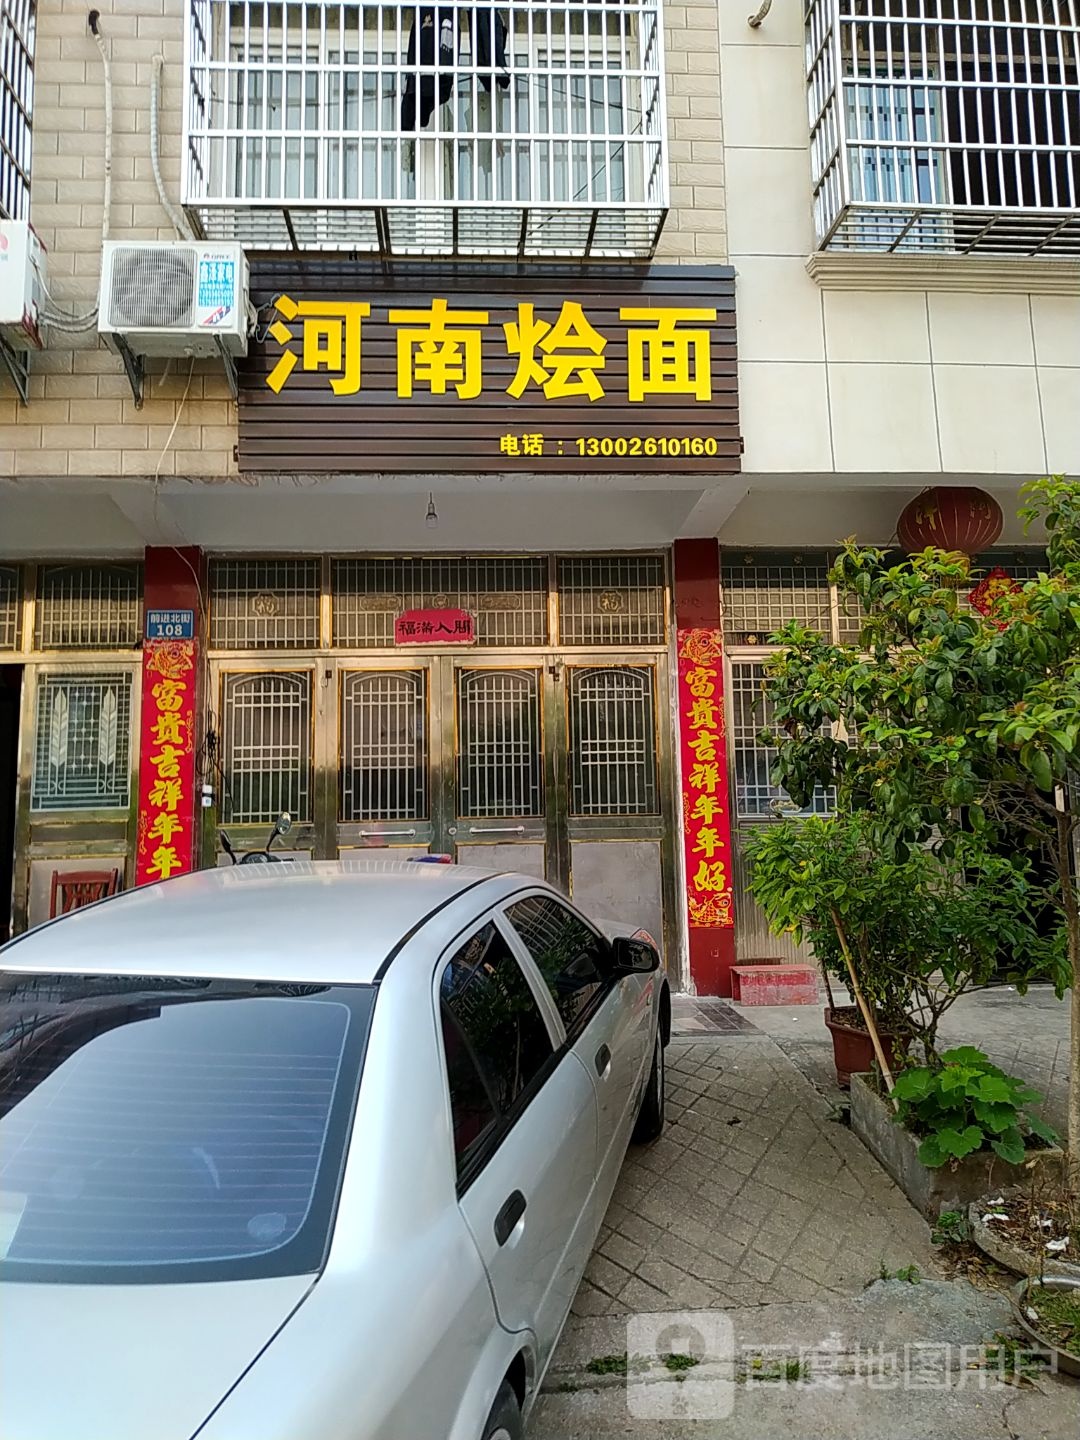 河南烩面
电话：13002610160
福满人間
前进北街
108
富貴吉祥年年
富貴吉祥年年好
百度地图用户